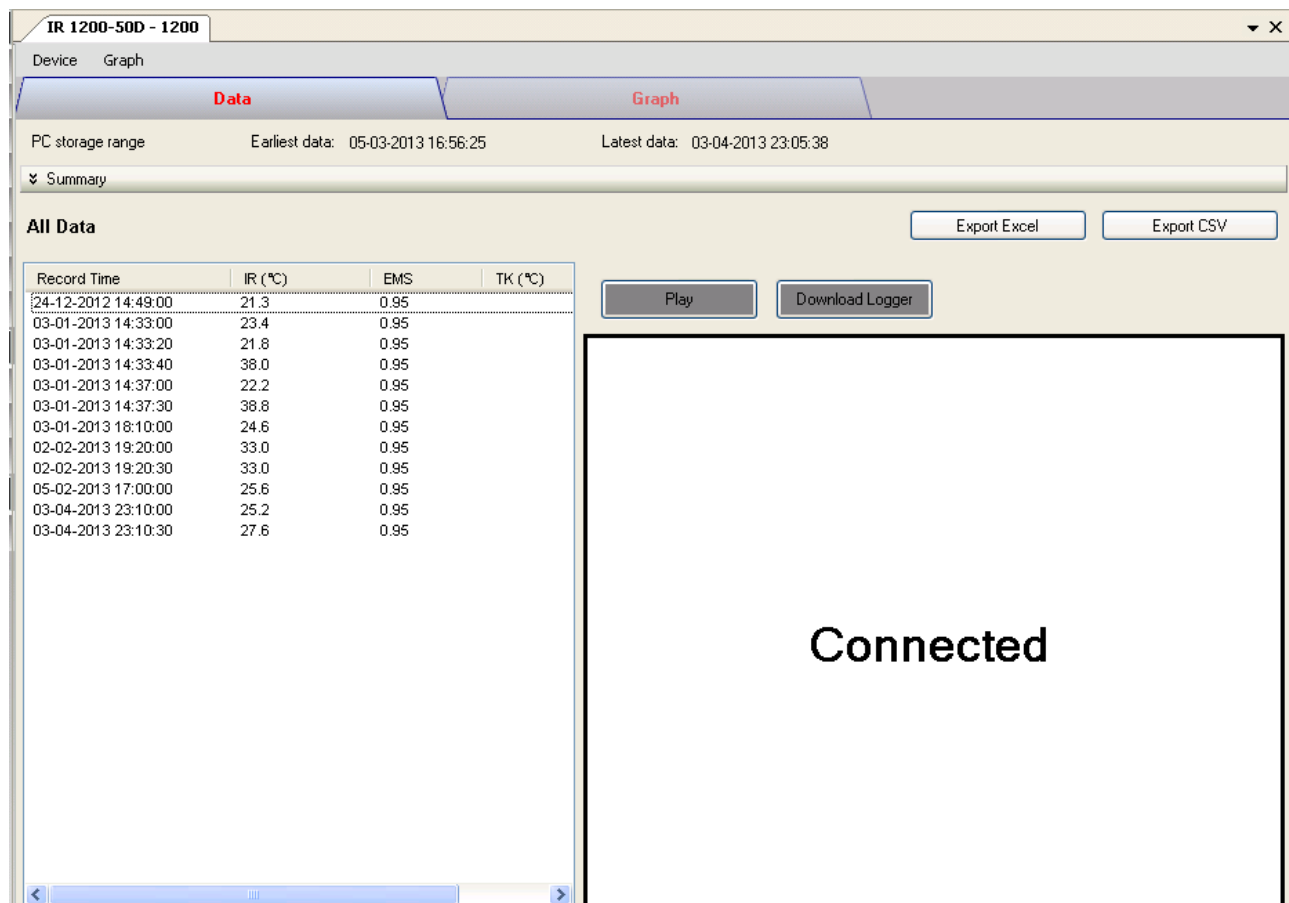 IR 1200-50D - 1200
Device Graph
Data Graph
PC storage range Earliest data: 05-03-2013 16:56:25 Latest data: 03-04-2013 23:05:38
Summary
All Data Export Excel Export CSV
Record Time IR (℃) EMS TK (℃)
Play Download Logger
24-12-2012 14:49:00 21.3 0.95
03-01-2013 14:33:00 23.4 0.95
03-01-2013 14:33:20 21.8 0.95
03-01-2013 14:33:40 38.0 0.95
03-01-2013 14:37:00 22.2 0.95
03-01-2013 14:37:30 38.8 0.95
03-01-2013 18:10:00 24.6 0.95
02-02-2013 19:20:00 33.0 0.95
02-02-2013 19:20:30 33.0 0.95
05-02-2013 17:00:00 25.6 0.95
03-04-2013 23:10:00 25.2 0.95
03-04-2013 23:10:30 27.6 0.95
Connected